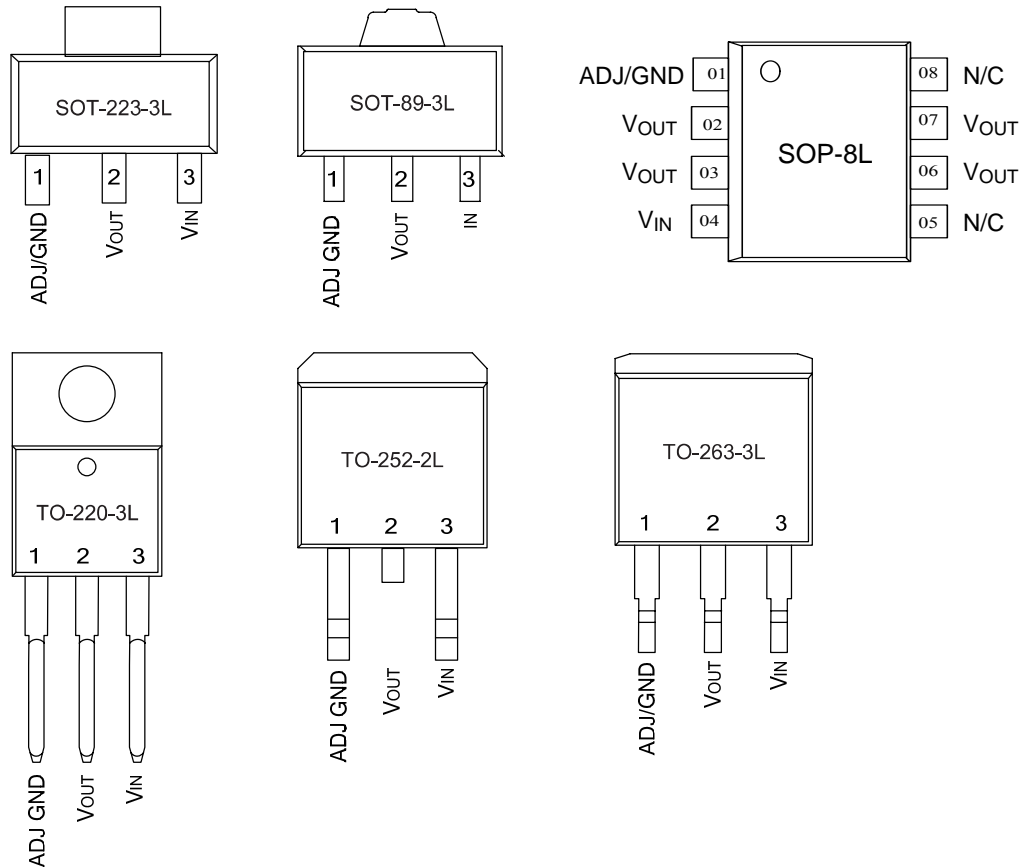 SOT-223-3L
1 2 3
ADJ/GND
VOUT
VIN
SOT-89-3L
1 2 3
ADJ GND
VOUT
IN
ADJ/GND 01
VOUT 02
VOUT 03
VIN 04
SOP-8L
08 N/C
07 VOUT
06 VOUT
05 N/C
TO-220-3L
1 2 3
ADJ GND
VOUT
VIN
TO-252-2L
1 2 3
ADJ GND
VOUT
VIN
TO-263-3L
1 2 3
ADJ/GND
VOUT
VIN